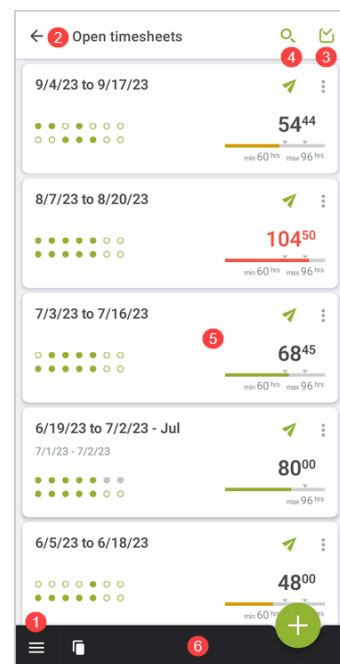 2 Open timesheets
4 3
9/4/23 to 9/17/23
54 44
min 60 hrs max 96 hrs
8/7/23 to 8/20/23
104 50
min 60 hrs max 96 hrs
7/3/23 to 7/16/23
5
68 45
min 60 hrs max 96 hrs
6/19/23 to 7/2/23 - Jul
7/1/23 - 7/2/23
80 00
max 96 hrs
6/5/23 to 6/18/23
48 00
min 60 hrs
1
6